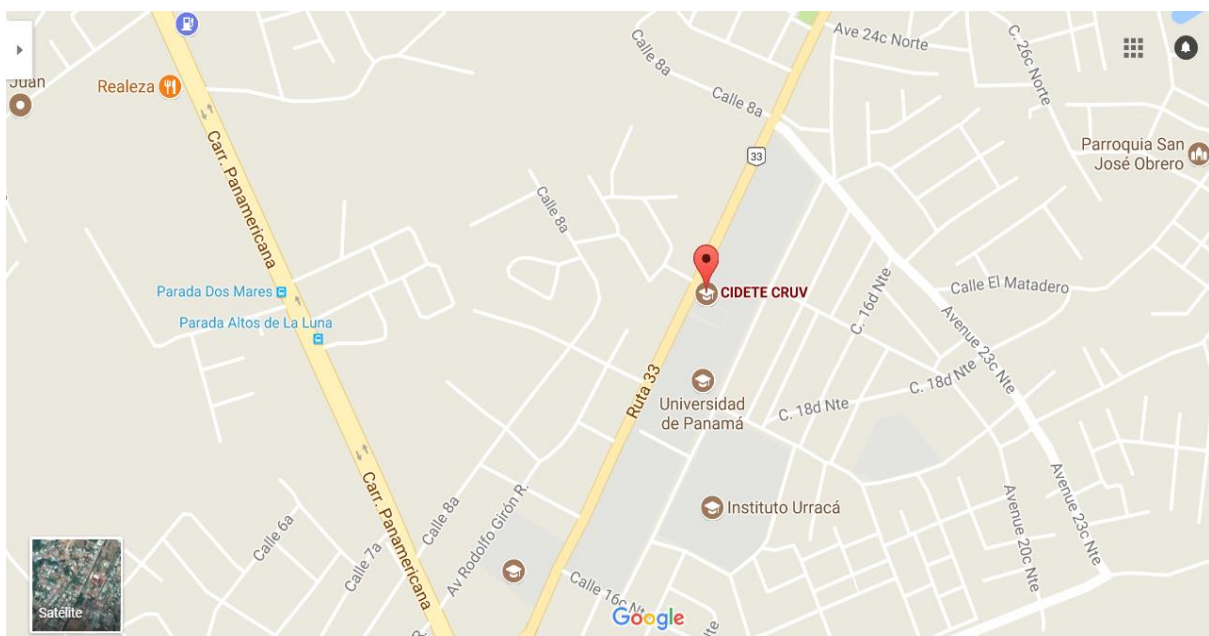 Ave 24c Norte
C. 26c Norte
Calle 8a
Juan
Realeza
Calle 8a
Carr. Panamericana
33
Parroquia San
José Obrero
Calle 8a
Parada Dos Mares
CIDETE CRUV
Calle El Matadero
C. 16d Nte
Parada Altos de La Luna
Avenue 23c Nte
Ruta 33
C. 18d Nte
Universidad
de Panamá
C. 18d Nte
Carr. Panamericana
Calle 8a
Av Rodolfo Girón R.
Instituto Urracá
Avenue 20c Nte
Avenue 23c Nte
Calle 6a
Calle 7a
Calle 16c Nte
Satélite
Google
R.